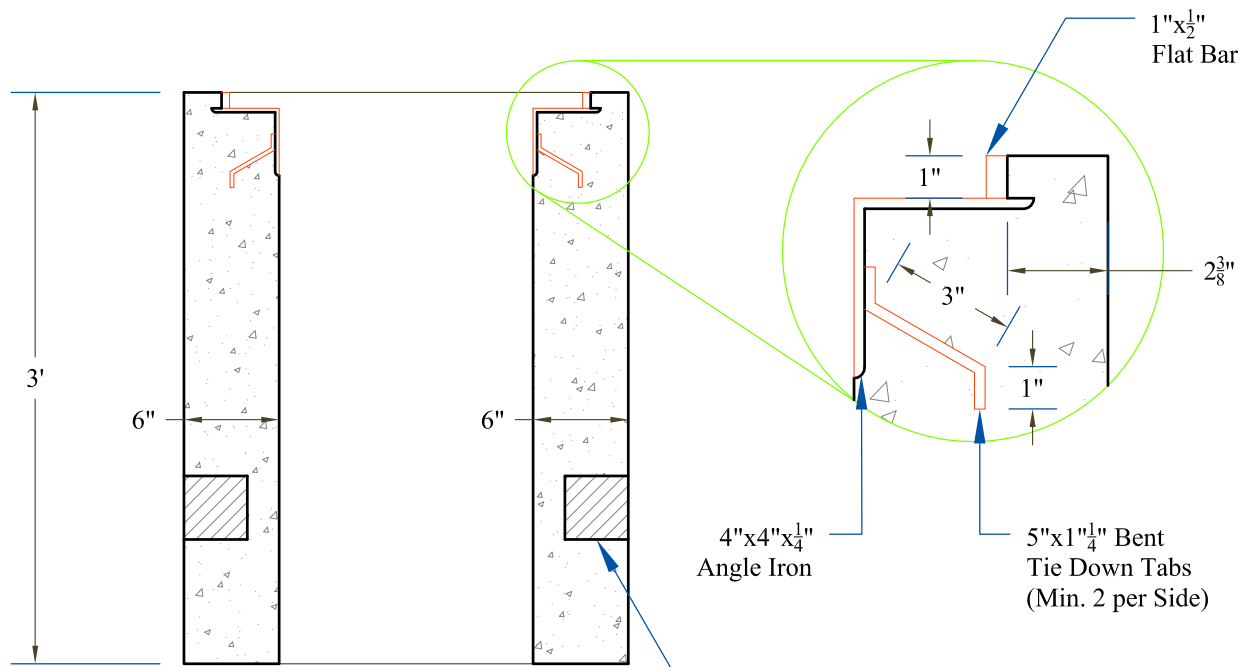 1"x½"
Flat Bar
1"
2⅜"
3"
3'
1"
6"
6"
4"x4"x¼"
Angle Iron
5"x1"¼" Bent
Tie Down Tabs
(Min. 2 per Side)